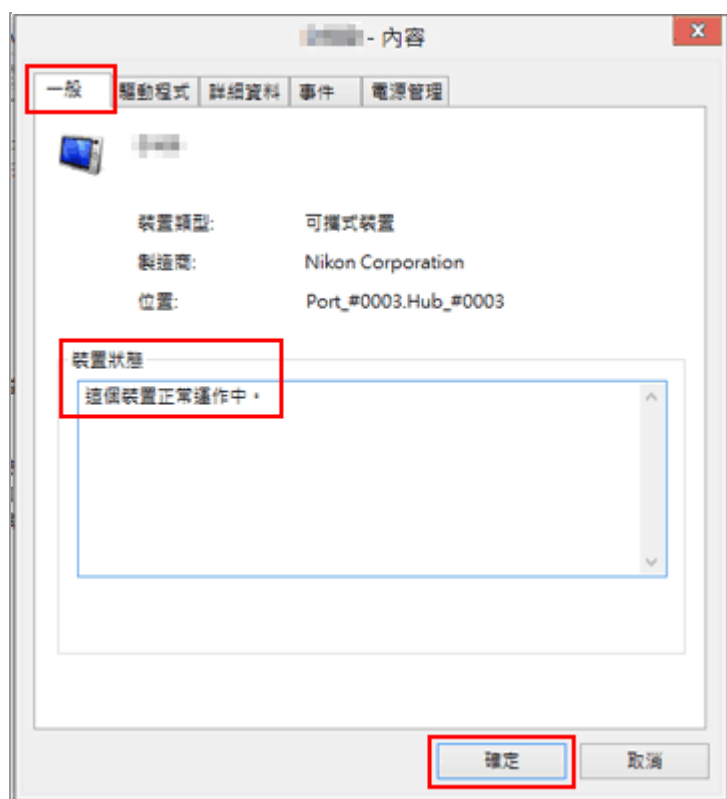 - 內容
一般 驅動程式 詳細資料 事件 電源管理
裝置類型: 可攜式裝置
製造商: Nikon Corporation
位置: Port_#0003.Hub_#0003
裝置狀態
這個裝置正常運作中。
確定 取消